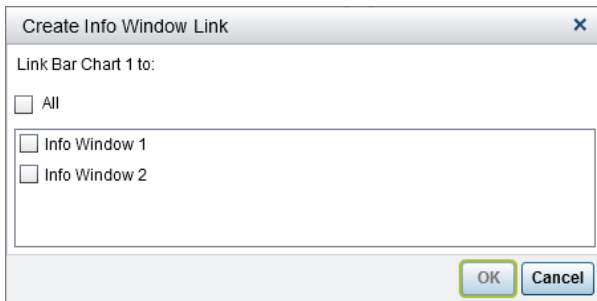 Create Info Window Link
Link Bar Chart 1 to:
All
Info Window 1
Info Window 2
OK Cancel